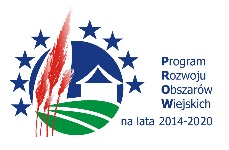 Program
Rozwoju
Obszarów
Wiejskich
na lata 2014-2020